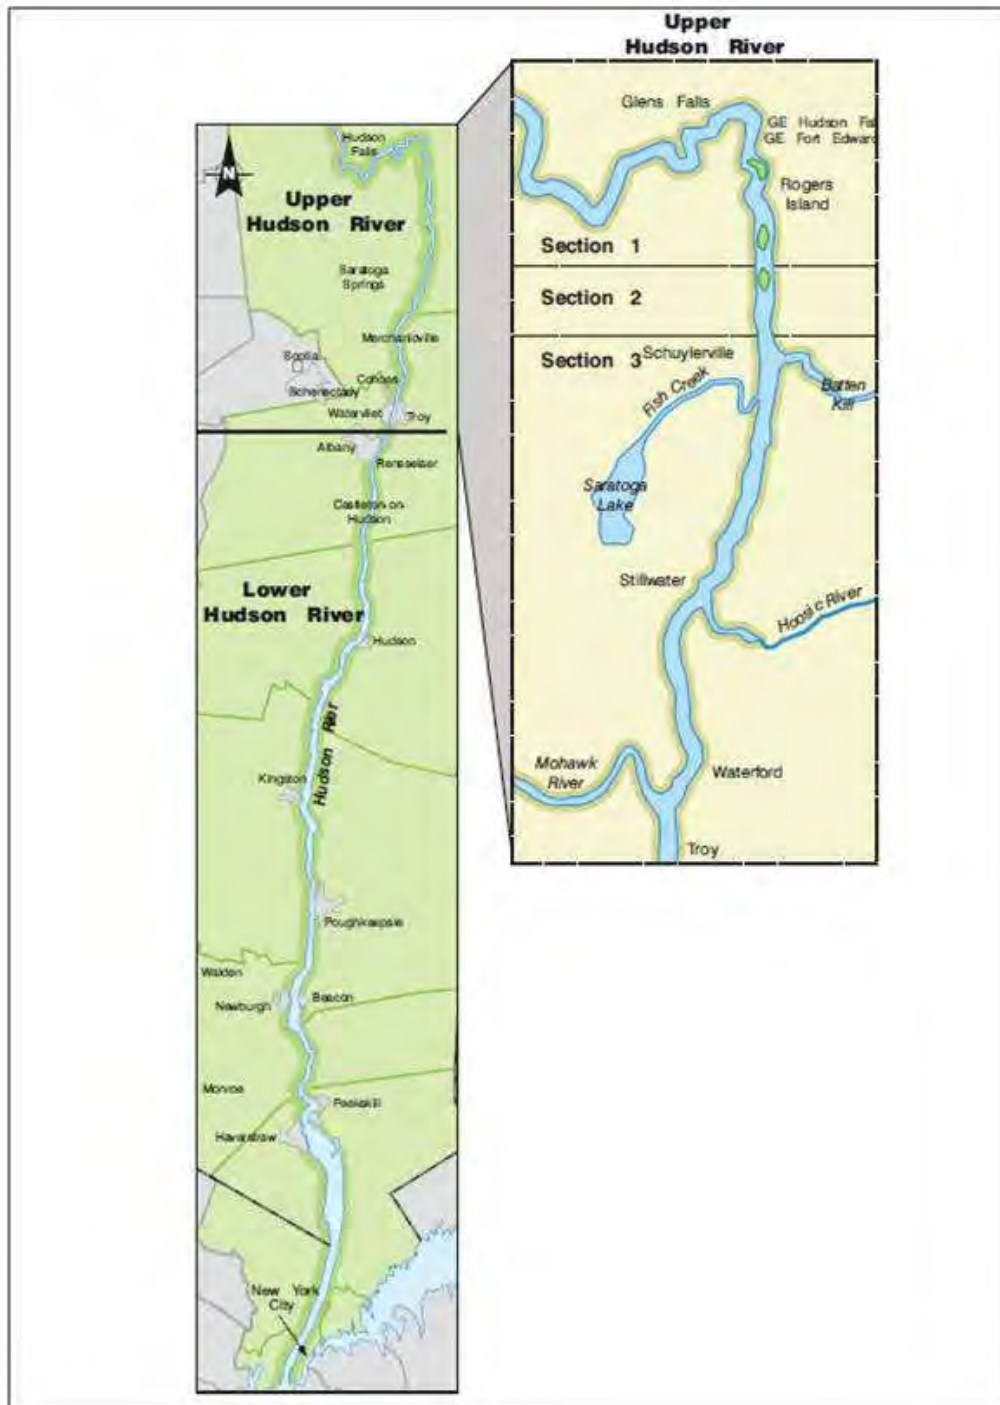 Upper
Hudson River
Glens Falls
GE Hudson Fal
GE Fort Edward
Rogers
Island
Section 1
Section 2
Section 3
Schuylerville
Fish Creek
Batten
Kill
Saratoga
Lake
Stillwater
Hoosic River
Mohawk
River
Waterford
Troy
N
Hudson
Falls
Upper
Hudson River
Saratoga
Springs
Mechanicville
Scotia
Cohoes
Schenectady
Watervliet
Troy
Albany
Rensselaer
Castleton-on-
Hudson
Lower
Hudson River
Hudson
Hudson River
Kingston
Poughkeepsie
Walden
Newburgh
Beacon
Monroe
Peekskill
Haverstraw
New York
City